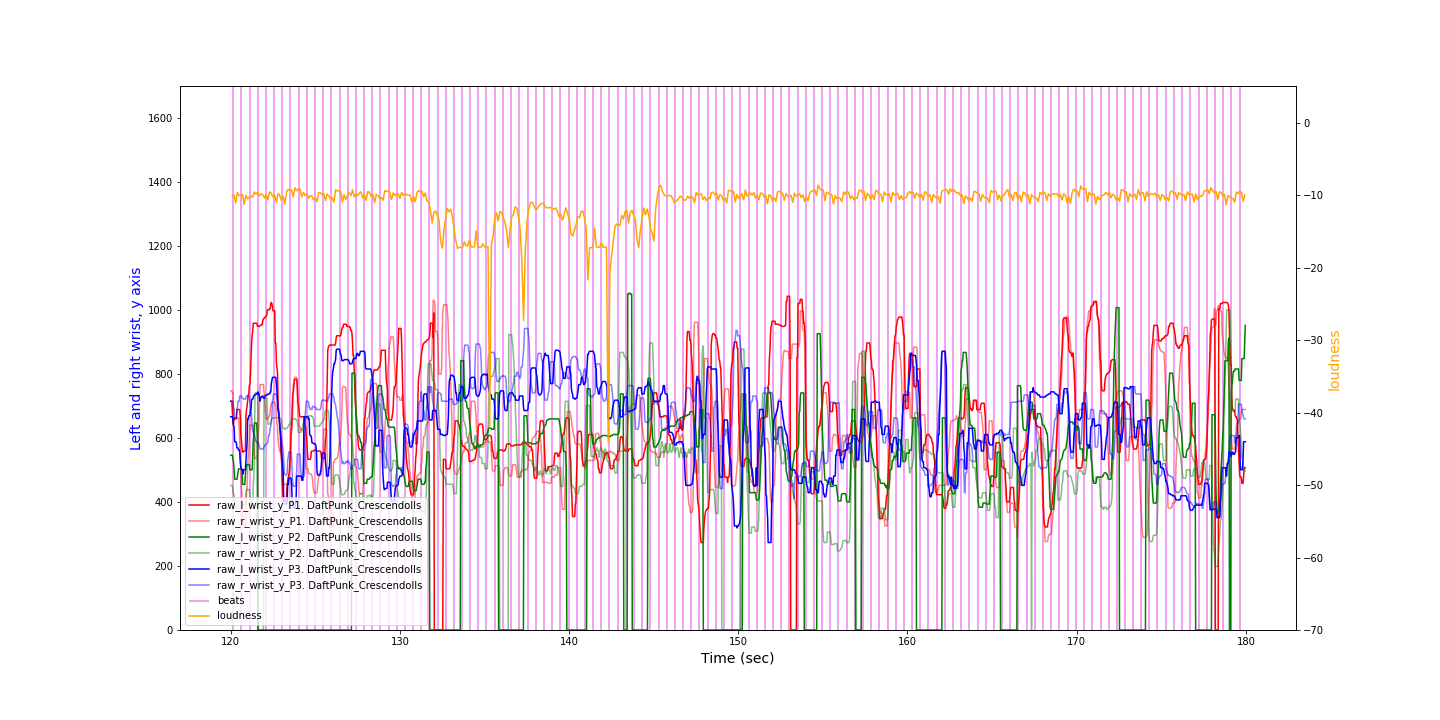 1600
1400
1200
1000
800
600
400
200
0
Left and right wrist, y axis
0
−10
−20
−30
−40
−50
−60
−70
loudness
raw_l_wrist_y_P1. DaftPunk_Crescendolls
raw_r_wrist_y_P1. DaftPunk_Crescendolls
raw_l_wrist_y_P2. DaftPunk_Crescendolls
raw_r_wrist_y_P2. DaftPunk_Crescendolls
raw_l_wrist_y_P3. DaftPunk_Crescendolls
raw_r_wrist_y_P3. DaftPunk_Crescendolls
beats
loudness
120 130 140 150 160 170 180
Time (sec)